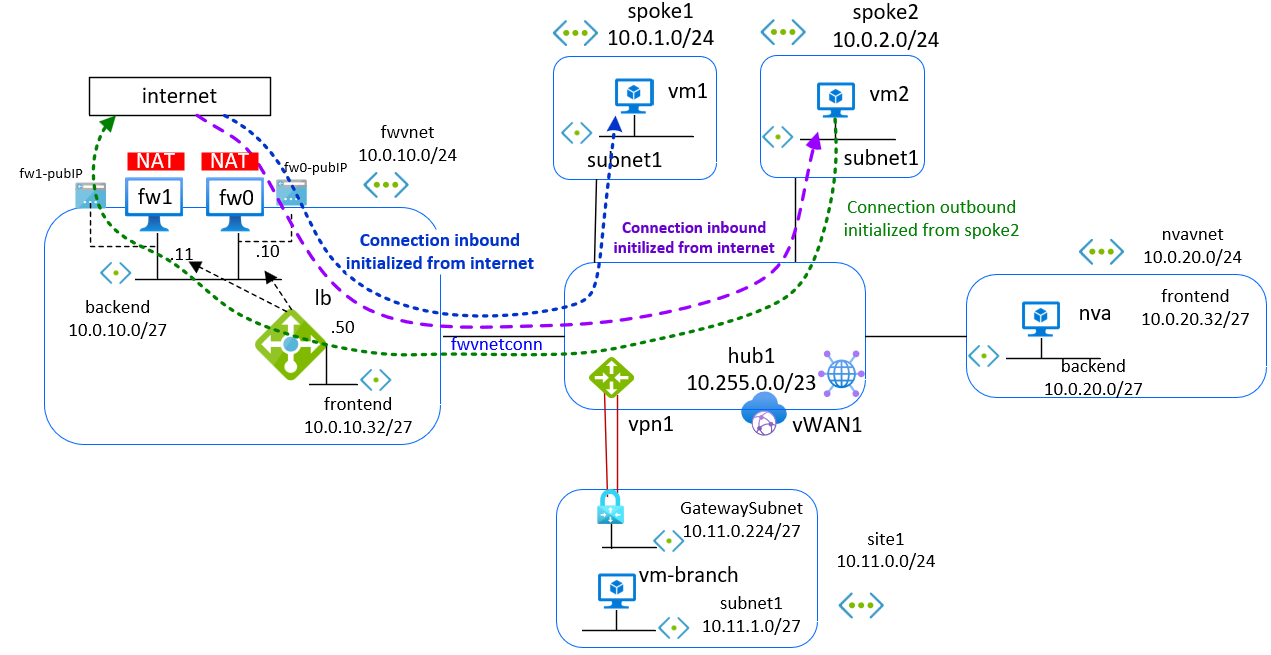 spoke1
10.0.1.0/24
spoke2
10.0.2.0/24
internet
vm1
vm2
subnet1
subnet1
fwvnet
10.0.10.0/24
NAT
NAT
fw1-pubIP
fw0-pubIP
fw1
fw0
.11
.10
Connection inbound
initialized from internet
Connection inbound
initilized from internet
Connection outbound
initialized from spoke2
nvavnet
10.0.20.0/24
backend
10.0.10.0/27
lb
.50
fwvnetconn
frontend
10.0.10.32/27
hub1
10.255.0.0/23
vWAN1
vpn1
nva
frontend
10.0.20.32/27
backend
10.0.20.0/27
GatewaySubnet
10.11.0.224/27
site1
10.11.0.0/24
vm-branch
subnet1
10.11.1.0/27